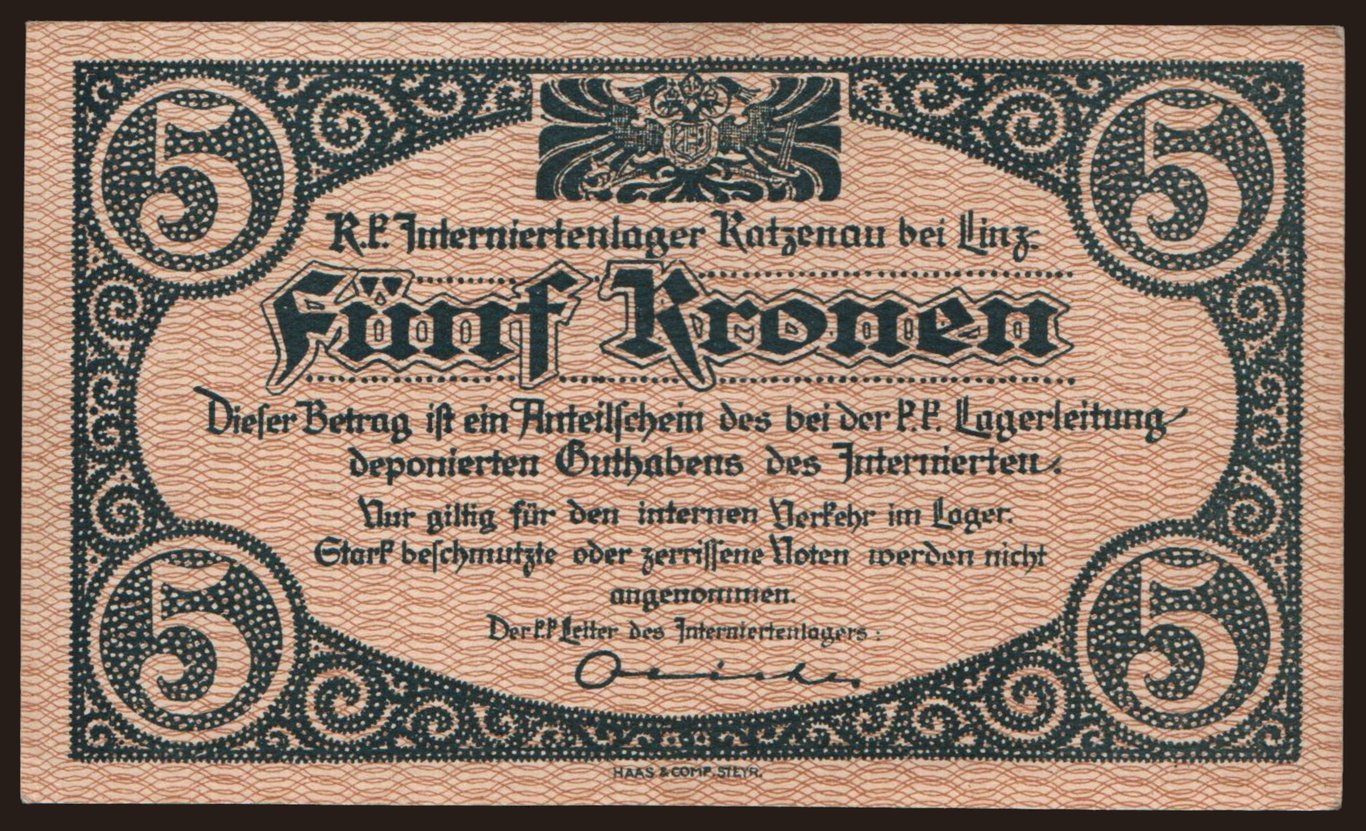 5 5
K.k. Interniertenlager Katzenau bei Linz
Fünf Kronen
Dieser Betrag ist ein Anteilschein des bei der k.k. Lagerleitung
deponierten Guthabens des Internierten.
Nur giltig für den internen Verkehr im Lager.
Stark beschmutzte oder zerrissene Noten werden nicht
angenommen.
Der k.k Leiter des Interniertenlagers:
5 5
HAAS & COMP. STEYR.